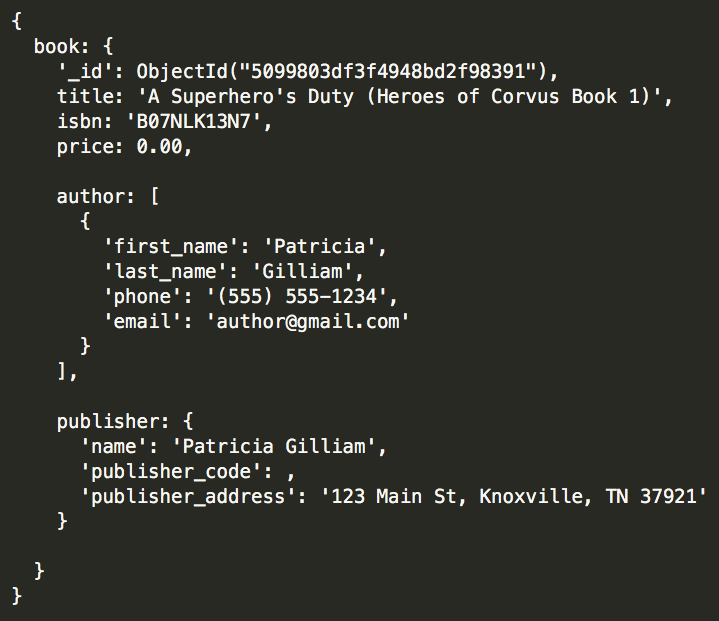 {
  book: {
    '_id': ObjectId("5099803df3f4948bd2f98391"),
    title: 'A Superhero's Duty (Heroes of Corvus Book 1)',
    isbn: 'B07NLK13N7',
    price: 0.00,

    author: [
      {
        'first_name': 'Patricia',
        'last_name': 'Gilliam',
        'phone': '(555) 555-1234',
        'email': 'author@gmail.com'
      }
    ],

    publisher: {
      'name': 'Patricia Gilliam',
      'publisher_code': ,
      'publisher_address': '123 Main St, Knoxville, TN 37921'
    }

  }
}